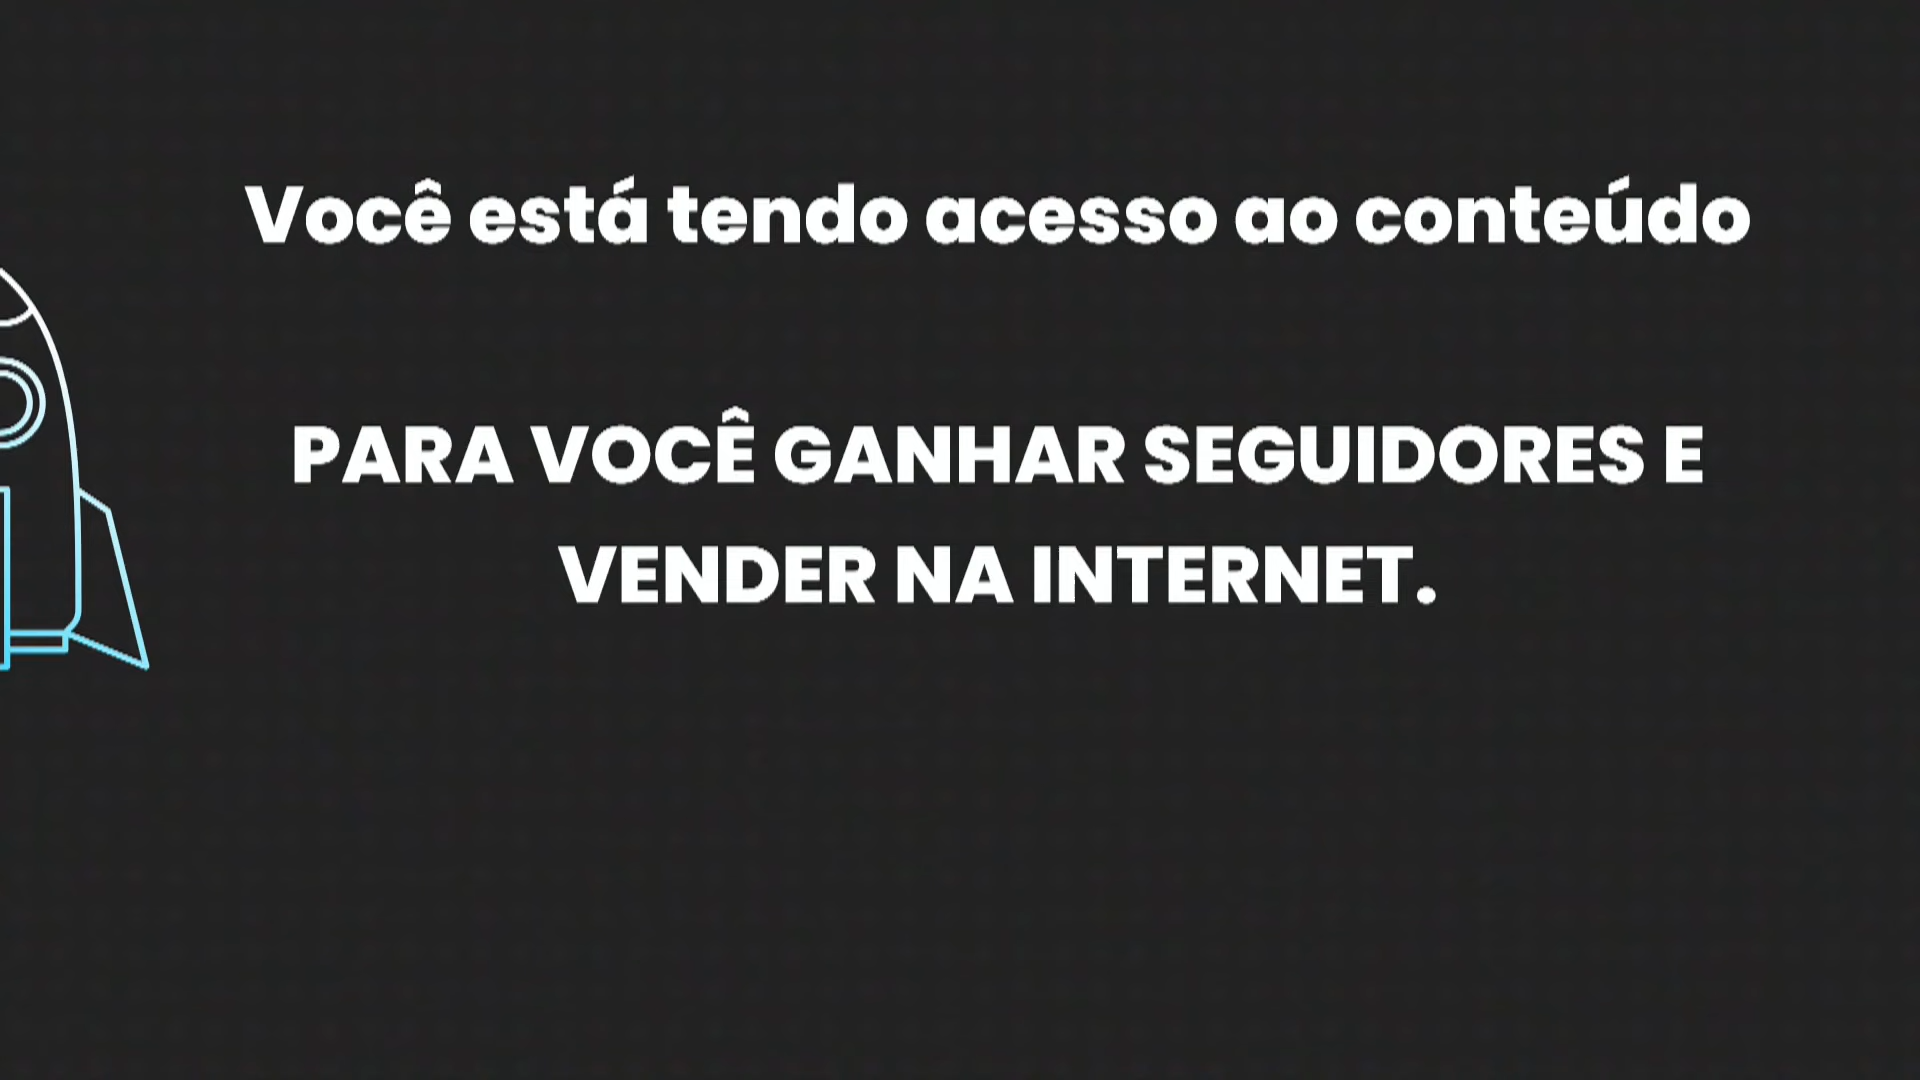 Você está tendo acesso ao conteúdo
PARA VOCÊ GANHAR SEGUIDORES E
VENDER NA INTERNET.